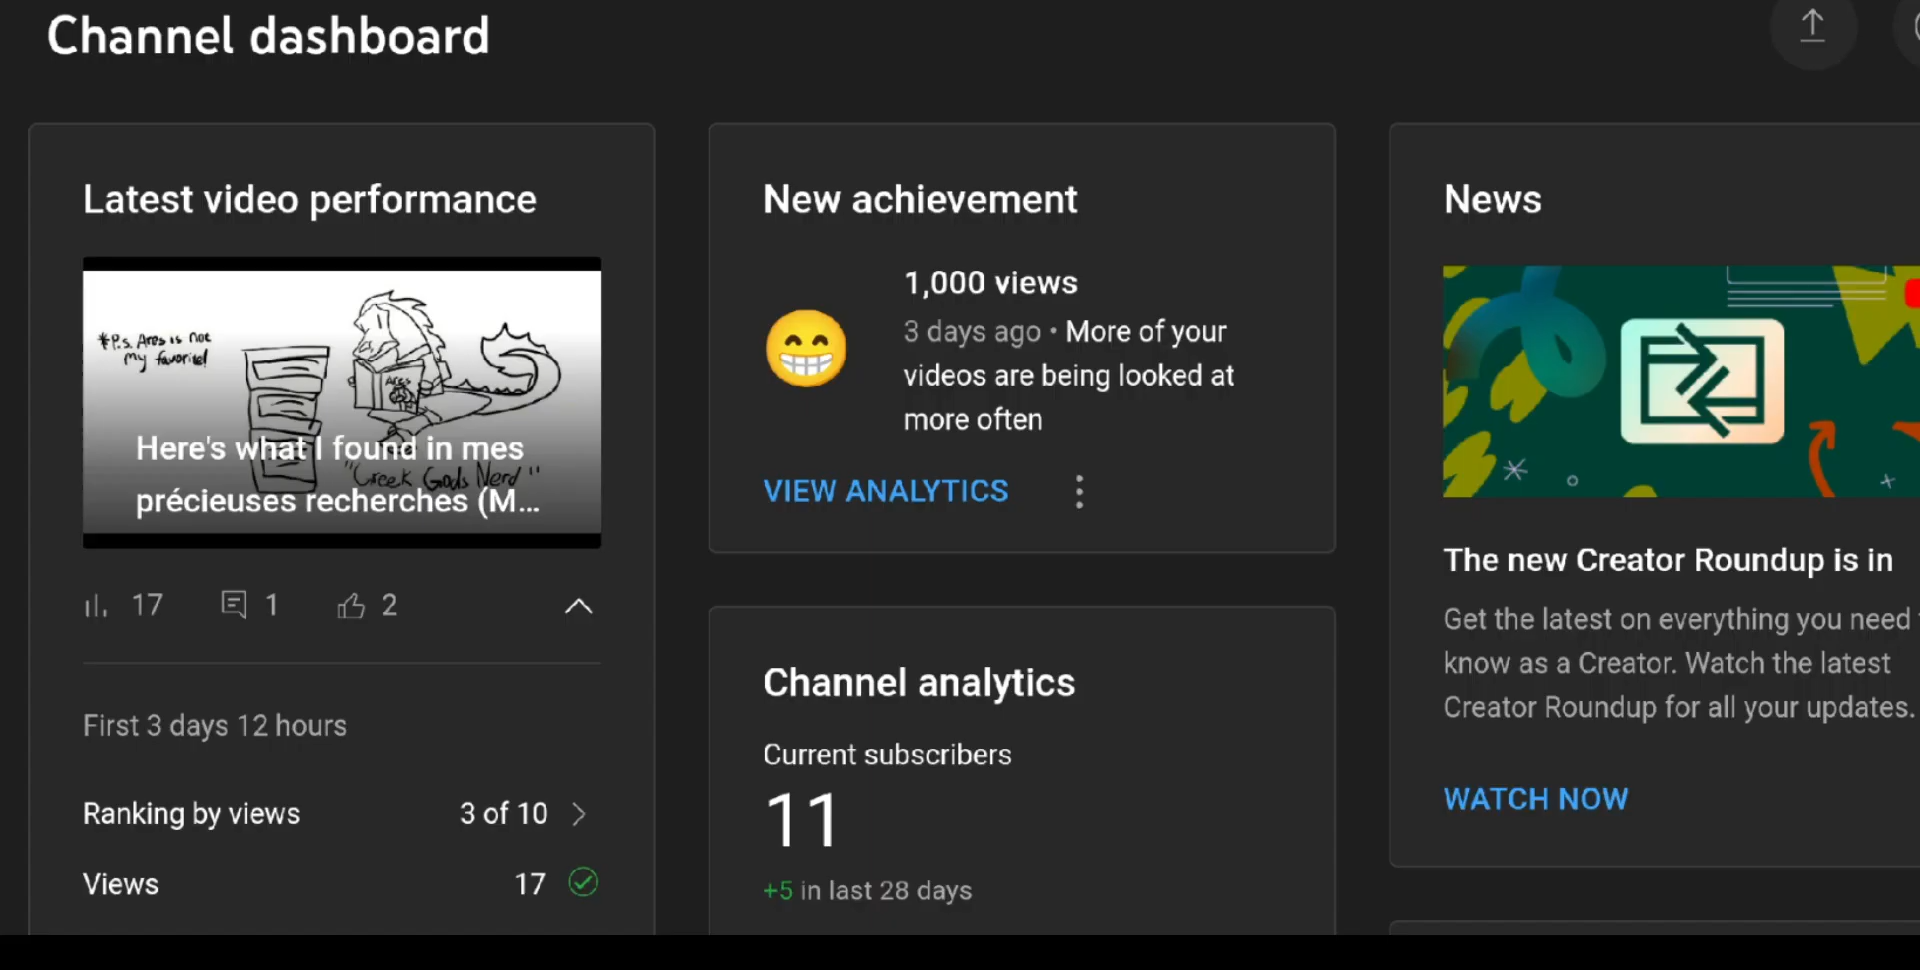 Channel dashboard
Latest video performance
*P.s. Ares is not
my favorite!
Ares
Here's what I found in mes
"Greek Gods Nerd"
précieuses recherches (M...
17
1
2
First 3 days 12 hours
Ranking by views
3 of 10
Views
17
New achievement
1,000 views
3 days ago • More of your
videos are being looked at
more often
VIEW ANALYTICS
Channel analytics
Current subscribers
11
+5 in last 28 days
News
The new Creator Roundup is in
Get the latest on everything you need
know as a Creator. Watch the latest
Creator Roundup for all your updates.
WATCH NOW